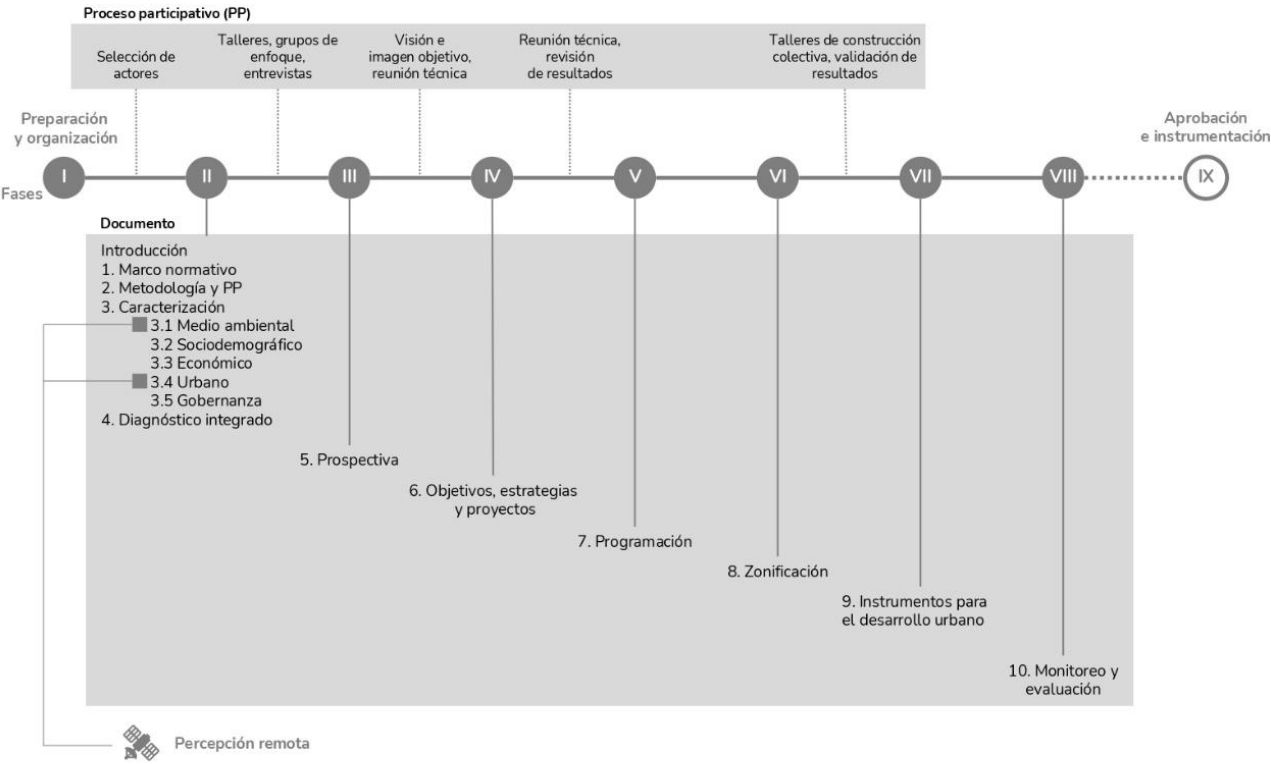 Proceso participativo (PP)
Selección de
actores
Talleres, grupos de
enfoque,
entrevistas
Visión e
imagen objetivo,
reunión técnica
Reunión técnica,
revisión
de resultados
Talleres de construcción
colectiva, validación de
resultados
Preparación
y organización
Aprobación
e instrumentación
Fases
I
II
III
IV
V
VI
VII
VIII
IX
Documento
Introducción
1. Marco normativo
2. Metodología y PP
3. Caracterización
3.1 Medio ambiental
3.2 Sociodemográfico
3.3 Económico
3.4 Urbano
3.5 Gobernanza
4. Diagnóstico integrado
5. Prospectiva
6. Objetivos, estrategias
y proyectos
7. Programación
8. Zonificación
9. Instrumentos para
el desarrollo urbano
10. Monitoreo y
evaluación
Percepción remota